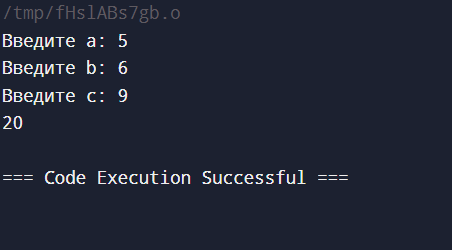 /tmp/fHslABs7gb.o
Введите a: 5
Введите b: 6
Введите c: 9
20
=== Code Execution Successful ===